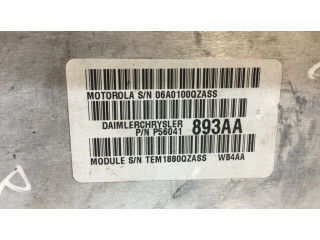 MOTOROLA S/N 06A0100QZASS
DAIMLERCHRYSLER
P/N P56041 893AA
MODULE S/N TEM1880QZASS WB4AA